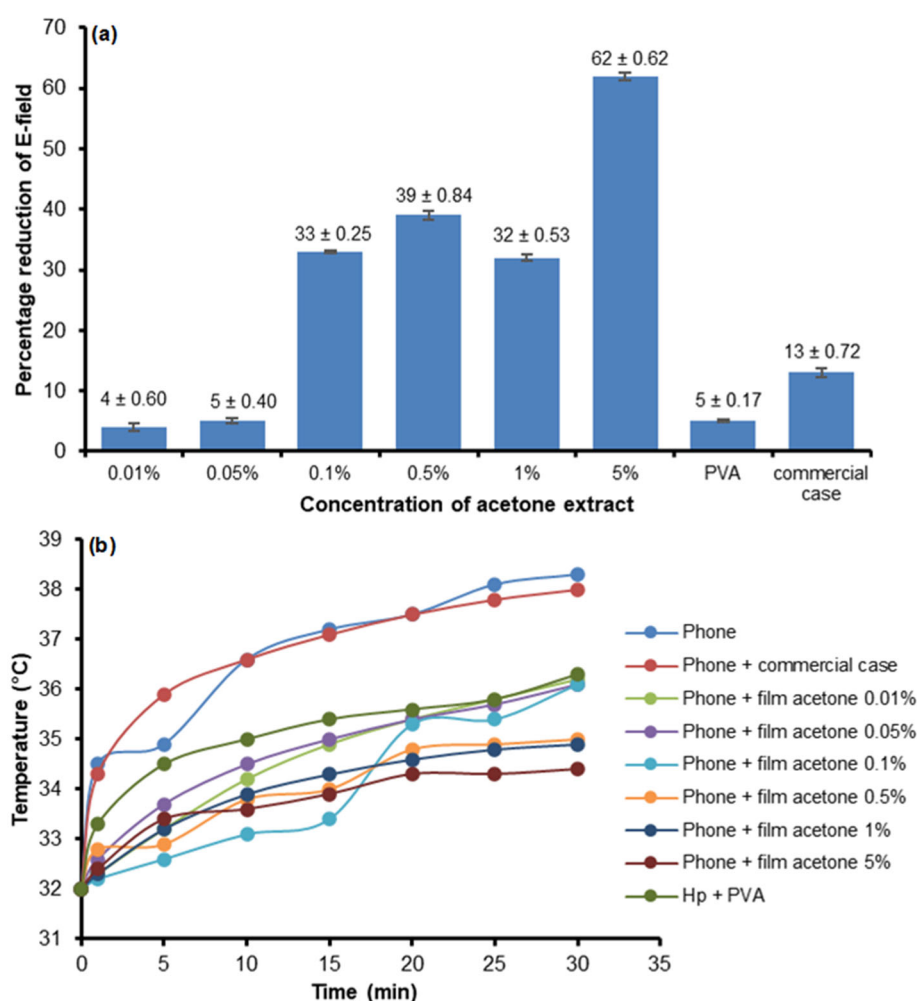 (a)
Percentage reduction of E-field
70
60
50
40
30
20
10
0
4 ± 0.60
5 ± 0.40
33 ± 0.25
39 ± 0.84
32 ± 0.53
62 ± 0.62
5 ± 0.17
13 ± 0.72
0.01%
0.05%
0.1%
0.5%
1%
5%
PVA
commercial
case
Concentration of acetone extract
(b)
Temperature (°C)
39
38
37
36
35
34
33
32
31
0
5
10
15
20
25
30
35
Time (min)
Phone
Phone + commercial case
Phone + film acetone 0.01%
Phone + film acetone 0.05%
Phone + film acetone 0.1%
Phone + film acetone 0.5%
Phone + film acetone 1%
Phone + film acetone 5%
Hp + PVA